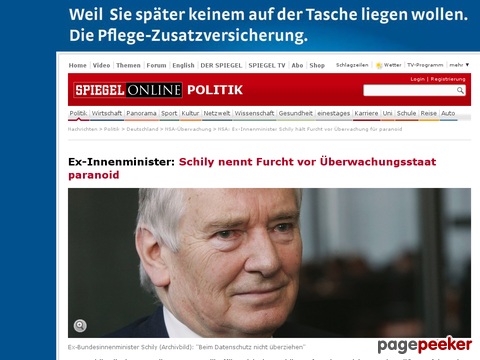 Weil Sie später keinem auf der Tasche liegen wollen.
Die Pflege-Zusatzversicherung.
Home Video Themen Forum English DER SPIEGEL SPIEGEL TV Abo Shop Schlagzeilen Wetter TV-Programm mehr
Login | Registrierung
SPIEGEL ONLINE POLITIK
Politik Wirtschaft Panorama Sport Kultur Netzwelt Wissenschaft Gesundheit einestages Karriere Uni Schule Reise Auto
Nachrichten > Politik > Deutschland > NSA-Überwachung > NSA: Ex-Innenminister Schily hält Furcht vor Überwachung für paranoid
Ex-Innenminister: Schily nennt Furcht vor Überwachungsstaat
paranoid
Ex-Bundesinnenminister Schily (Archivbild): "Beim Datenschutz nicht überziehen"
pagepeeker